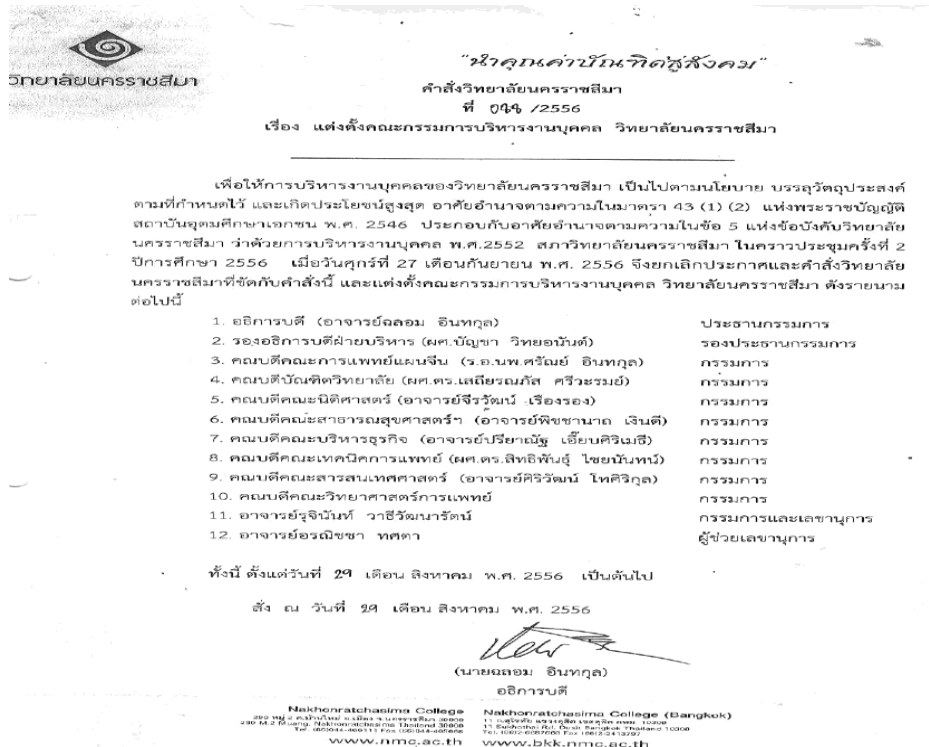 วิทยาลัยนครราชสีมา
"นำคุณค่าบัณฑิตสู่สังคม"
คำสั่งวิทยาลัยนครราชสีมา
ที่ /2556
เรื่อง แต่งตั้งคณะกรรมการบริหารงานบุคคล วิทยาลัยนครราชสีมา
เพื่อให้การบริหารงานบุคคลของวิทยาลัยนครราชสีมา เป็นไปตามนโยบาย บรรลุวัตถุประสงค์
ตามที่กำหนดไว้ และเกิดประโยชน์สูงสุด อาศัยอำนาจตามความในมาตรา 43 (1) (2) แห่งพระราชบัญญัติ
สถาบันอุดมศึกษาเอกชน พ.ศ. 2546 ประกอบกับอาศัยอำนาจตามความในข้อ 5 แห่งข้อบังคับวิทยาลัย
นครราชสีมา ว่าด้วยการบริหารงานบุคคล พ.ศ.2552 สภาวิทยาลัยนครราชสีมา ในคราวประชุมครั้งที่ 2
ปีการศึกษา 2556 เมื่อวันศุกร์ที่ 27 เดือนกันยายน พ.ศ. 2556 จึงยกเลิกประกาศและคำสั่งวิทยาลัย
นครราชสีมาที่ขัดกับคำสั่งนี้ และแต่งตั้งคณะกรรมการบริหารงานบุคคล วิทยาลัยนครราชสีมา ดังรายนาม
ต่อไปนี้
1. อธิการบดี (อาจารย์ฉลอม อินทกุล) ประธานกรรมการ
2. รองอธิการบดีฝ่ายบริหาร (ผศ.บัญชา วิทยอนันต์) รองประธานกรรมการ
3. คณบดีคณะการแพทย์แผนจีน (ร.อ.นพ.ศรัณย์ อินทกุล) กรรมการ
4. คณบดีบัณฑิตวิทยาลัย (ผศ.ดร.เสถียรณภัส ศรีวะรมย์) กรรมการ
5. คณบดีคณะนิติศาสตร์ (อาจารย์จีรวัฒน์ เรืองรอง) กรรมการ
6. คณบดีคณะสาธารณสุขศาสตร์ฯ (อาจารย์พิชชานาถ เงินดี) กรรมการ
7. คณบดีคณะบริหารธุรกิจ (อาจารย์ปรียาณัฐ เอี๊ยบศิริเมธี) กรรมการ
8. คณบดีคณะเทคนิคการแพทย์ (ผศ.ดร.สิทธิพันธุ์ ไชยนันทน์) กรรมการ
9. คณบดีคณะสารสนเทศศาสตร์ (อาจารย์ศิริวัฒน์ โทศิริกุล) กรรมการ
10. คณบดีคณะวิทยาศาสตร์การแพทย์ กรรมการ
11. อาจารย์รุจินันท์ วาธีวัฒนารัตน์ กรรมการและเลขานุการ
12. อาจารย์อรณิชชา ทศตา ผู้ช่วยเลขานุการ
ทั้งนี้ ตั้งแต่วันที่ 29 เดือน สิงหาคม พ.ศ. 2556 เป็นต้นไป
สั่ง ณ วันที่ 29 เดือน สิงหาคม พ.ศ. 2556
(นายฉลอม อินทกุล)
อธิการบดี
Nakhonratchasima College Nakhonratchasima College (Bangkok)
290 M.2 Muang, Nakhonratchasima Thailand 30000
www.nmc.ac.th www.bkk.nmc.ac.th